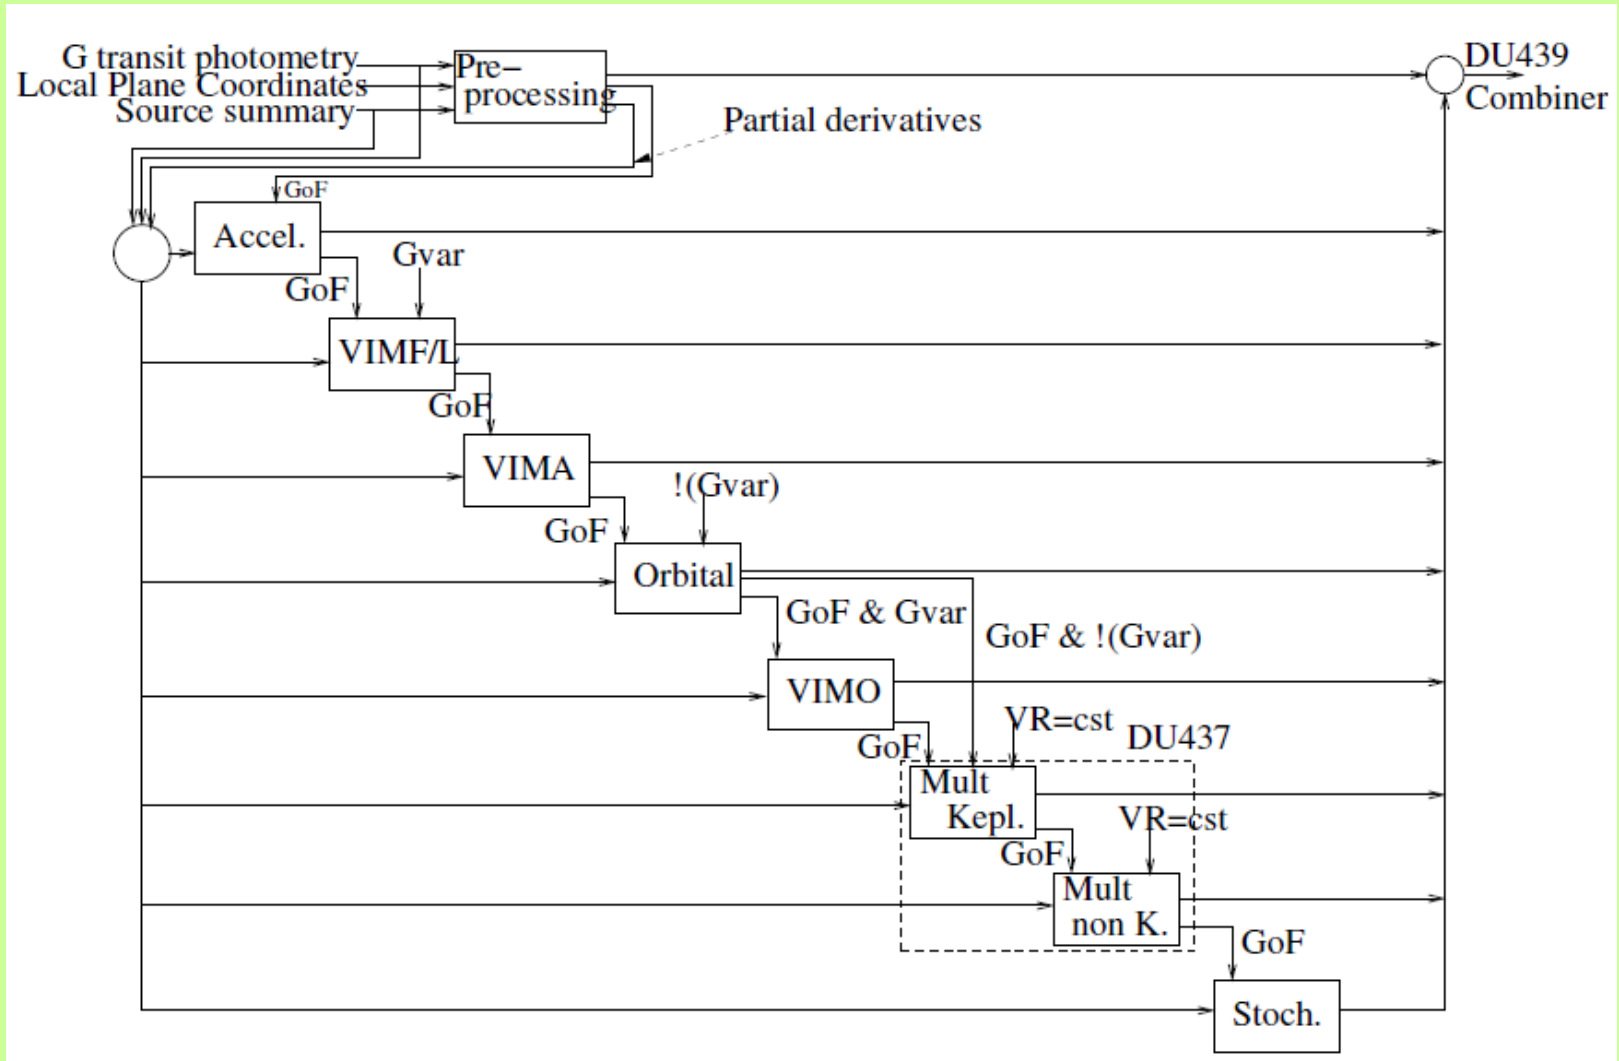 G transit photometry
Local Plane Coordinates
Source summary
Pre-
processing
DU439
Combiner
Partial derivatives
GoF
Accel.
Gvar
GoF
VIMF/L
GoF
VIMA
!(Gvar)
GoF
Orbital
GoF & Gvar
GoF & !(Gvar)
VIMO
VR=cst
DU437
GoF
Mult
Kepl.
VR=cst
GoF
Mult
non K.
GoF
Stoch.